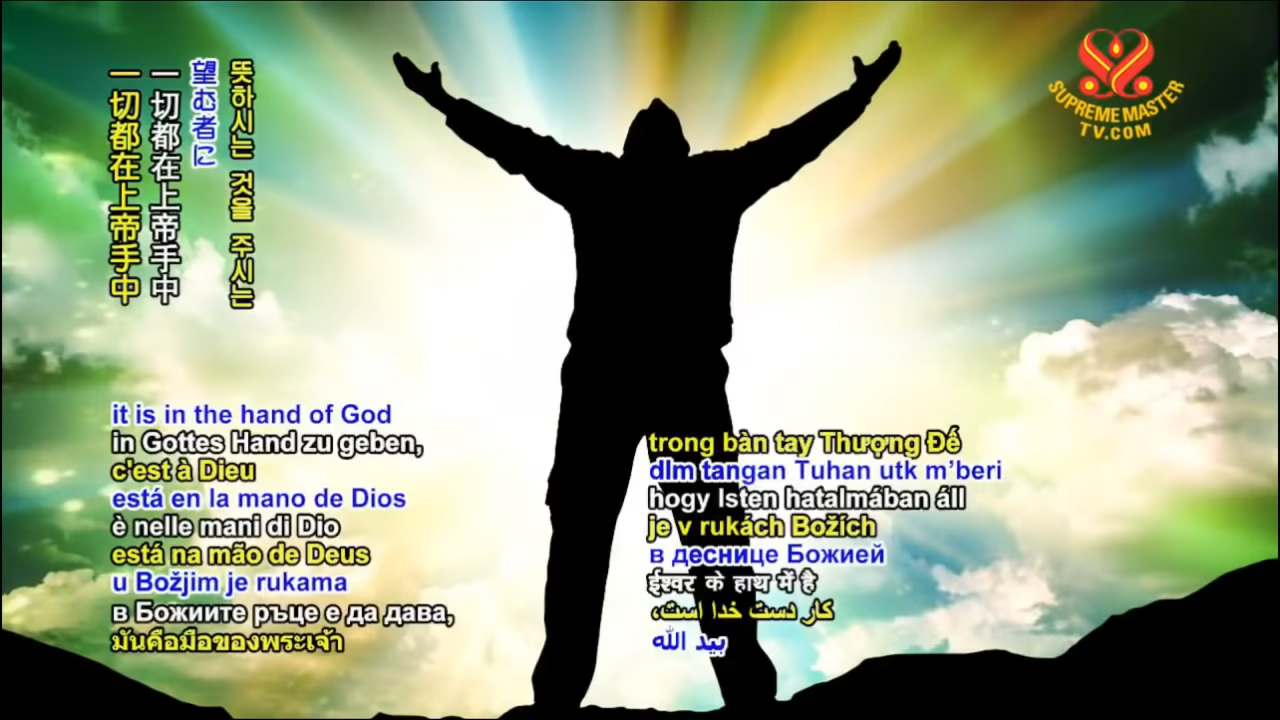 一切都在上帝手中
一切都在上帝手中
望む者に
뜻하시는 것을 주시는
SUPREME MASTER
TV.COM
it is in the hand of God
in Gottes Hand zu geben,
c'est à Dieu
está en la mano de Dios
è nelle mani di Dio
está na mão de Deus
u Božjim je rukama
в Божиите ръце е да дава,
มันคือมือของพระเจ้า
trong bàn tay Thượng Đế
dlm tangan Tuhan utk m’beri
hogy Isten hatalmában áll
je v rukách Božích
в деснице Божией
ईश्वर के हाथ में है
کار دست خدا است،
بيد الله